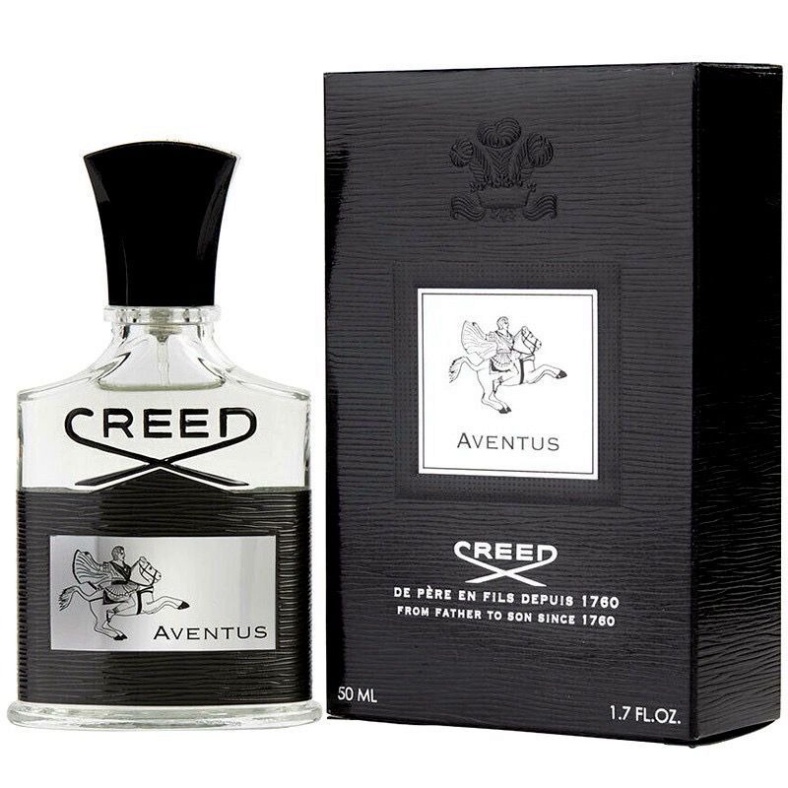 CREED
AVENTUS
AVENTUS
CREED
DE PÈRE EN FILS DEPUIS 1760
FROM FATHER TO SON SINCE 1760
50 ML
1.7 FL.OZ.